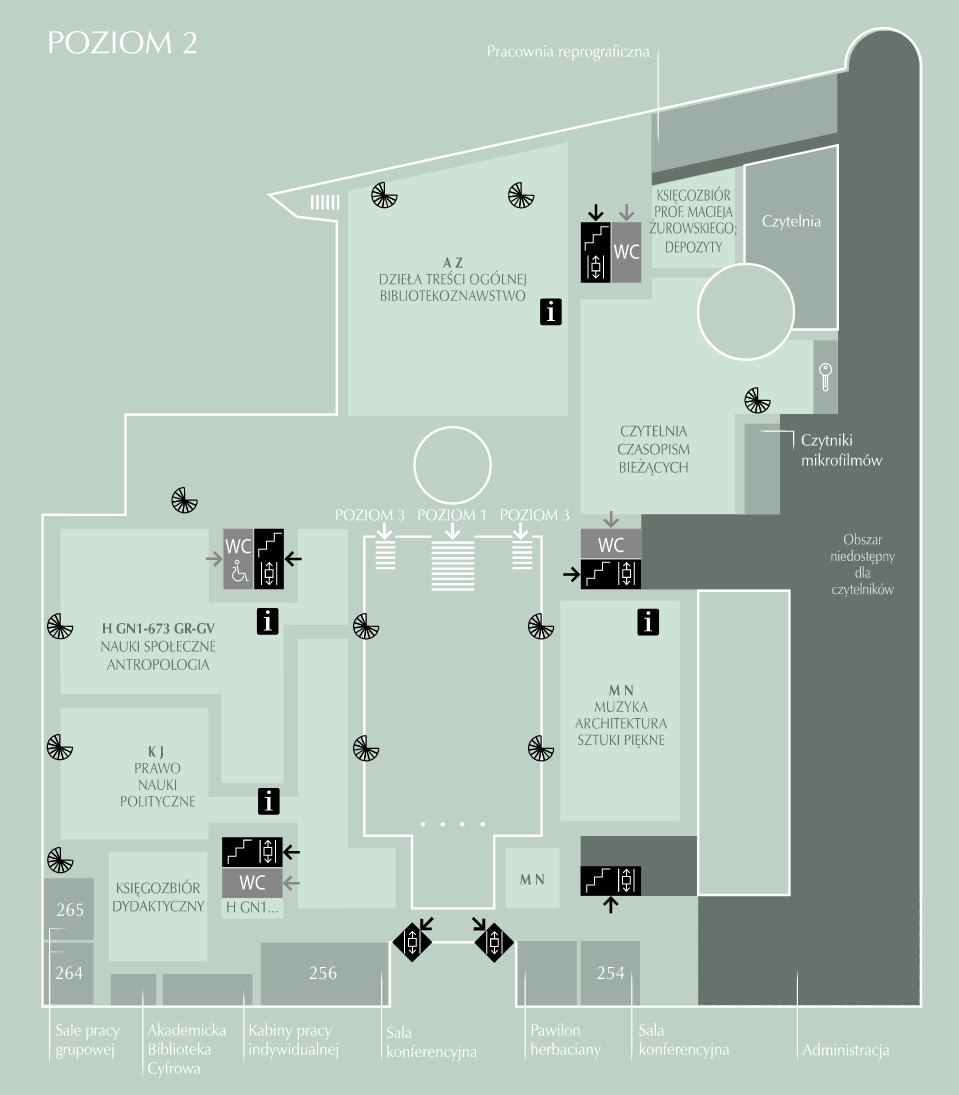 POZIOM 2
Pracownia reprograficzna
KSIĘGOZBIÓR
PROF. MACIEJA
ŻUROWSKIEGO;
DEPOZYTY
Czytelnia
WC
A Z
DZIEŁA TREŚCI OGÓLNEJ
BIBLIOTEKOZNAWSTWO
i
CZYTELNIA
CZASOPISM
BIEŻĄCYCH
Czytniki
mikrofilmów
POZIOM 3
POZIOM 1
POZIOM 3
WC
WC
Obszar
niedostępny
dla
czytelników
i
i
H GN1-673 GR-GV
NAUKI SPOŁECZNE
ANTROPOLOGIA
M N
MUZYKA
ARCHITEKTURA
SZTUKI PIĘKNE
K J
PRAWO
NAUKI
POLITYCZNE
i
WC
H GN1...
KSIĘGOZBIÓR
DYDAKTYCZNY
M N
265
264
256
254
Sale pracy
grupowej
Akademicka
Biblioteka
Cyfrowa
Kabiny pracy
indywidualnej
Sala
konferencyjna
Pawilon
herbaciany
Sala
konferencyjna
Administracja